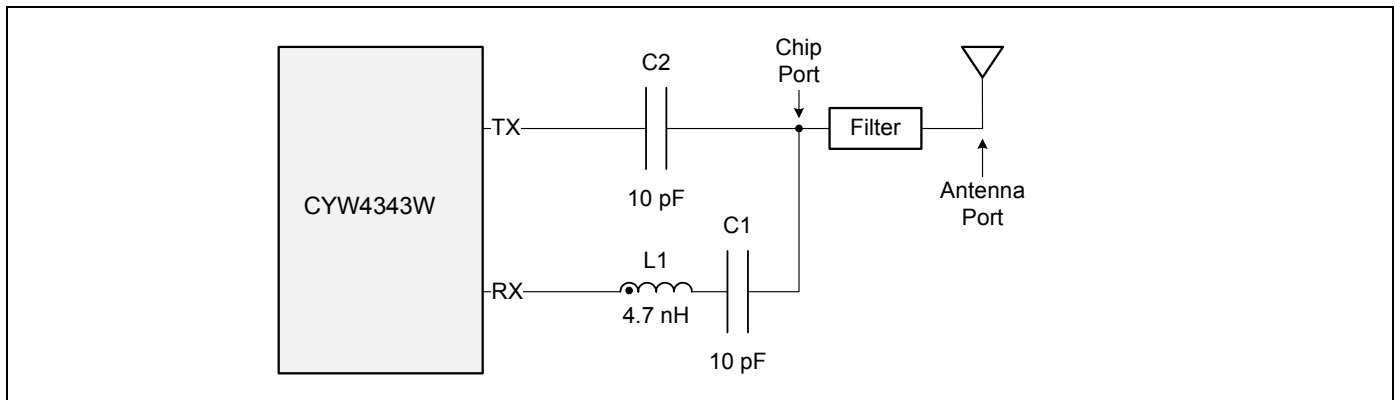 CYW4343W
TX
RX
C2
10 pF
L1
4.7 nH
C1
10 pF
Chip
Port
Filter
Antenna
Port